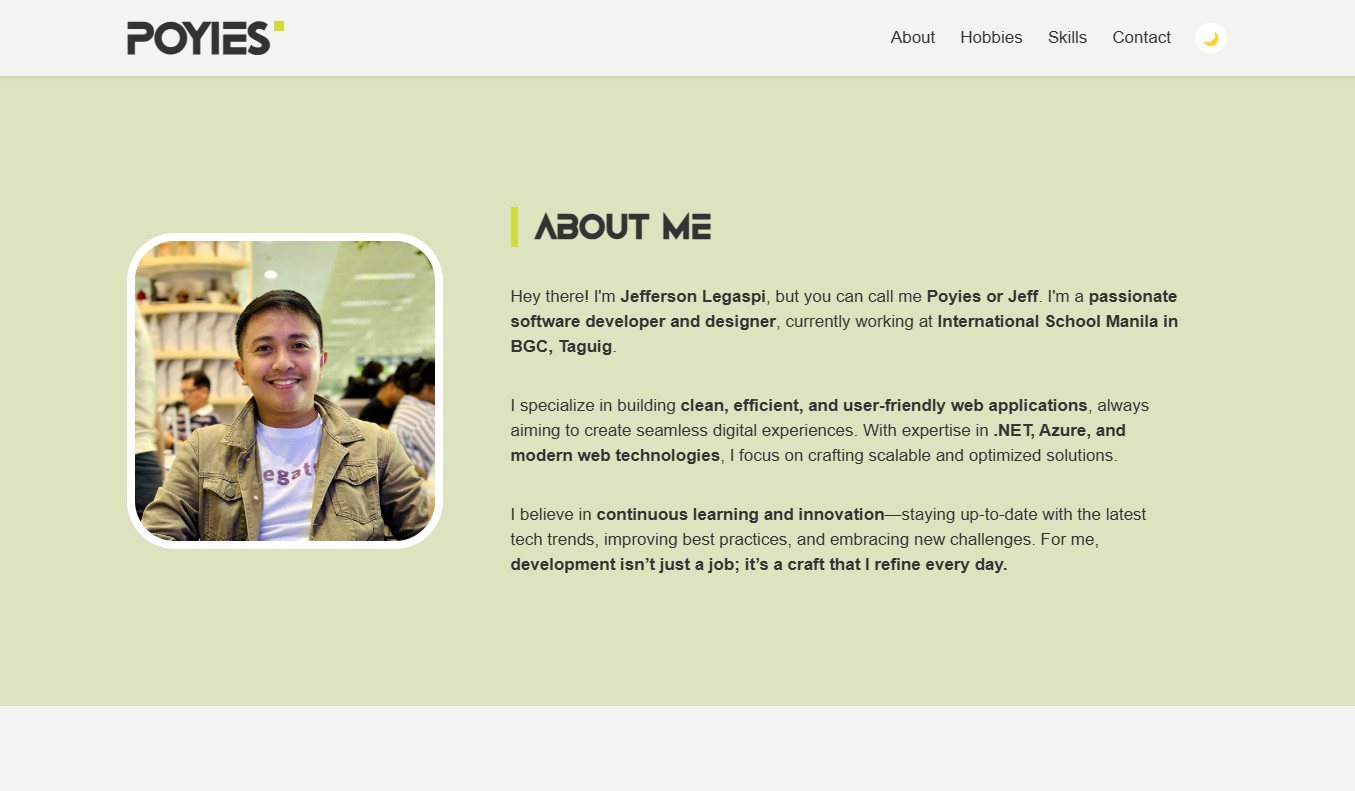 POYIES
About Hobbies Skills Contact
ABOUT ME
Hey there! I'm Jefferson Legaspi, but you can call me Poyies or Jeff. I'm a passionate
software developer and designer, currently working at International School Manila in
BGC, Taguig.
I specialize in building clean, efficient, and user-friendly web applications, always
aiming to create seamless digital experiences. With expertise in .NET, Azure, and
modern web technologies, I focus on crafting scalable and optimized solutions.
I believe in continuous learning and innovation—staying up-to-date with the latest
tech trends, improving best practices, and embracing new challenges. For me,
development isn’t just a job; it’s a craft that I refine every day.